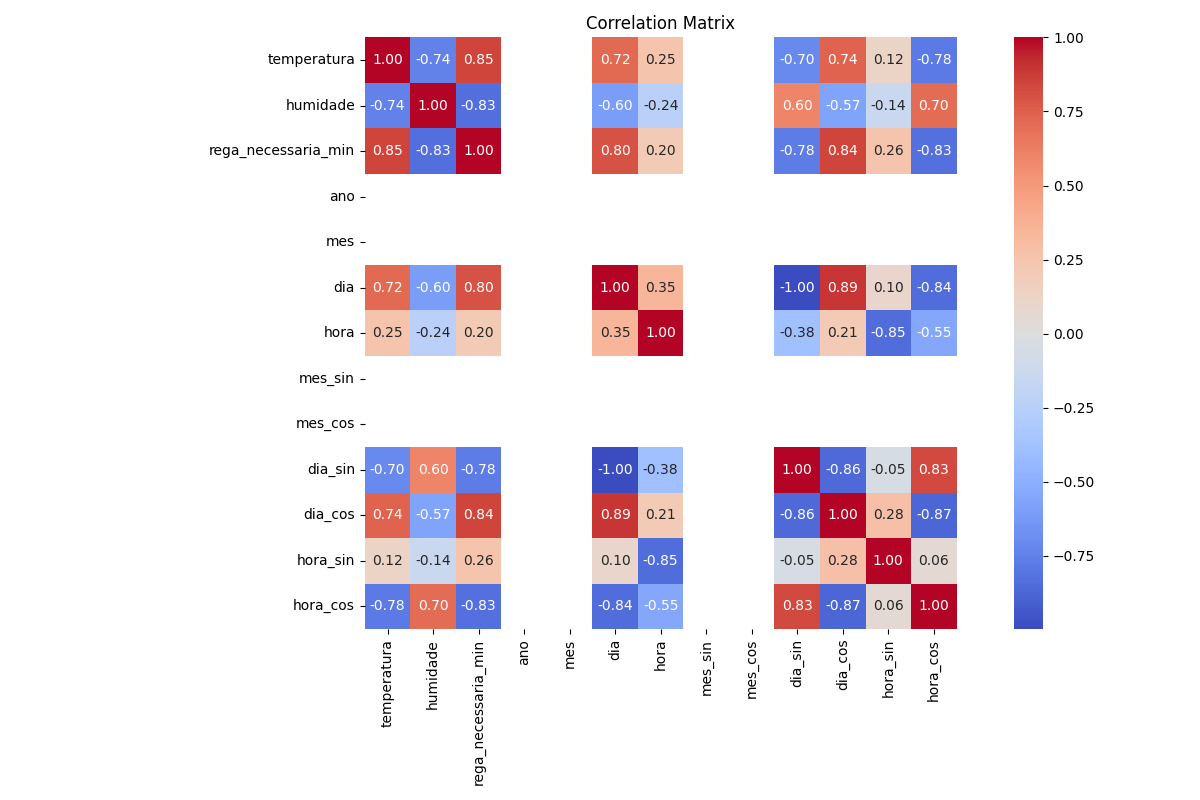 Correlation Matrix
temperatura 1.00 -0.74 0.85 0.72 0.25 -0.70 0.74 0.12 -0.78
humidade -0.74 1.00 -0.83 -0.60 -0.24 0.60 -0.57 -0.14 0.70
rega_necessaria_min 0.85 -0.83 1.00 0.80 0.20 -0.78 0.84 0.26 -0.83
ano
mes
dia 0.72 -0.60 0.80 1.00 0.35 -1.00 0.89 0.10 -0.84
hora 0.25 -0.24 0.20 0.35 1.00 -0.38 0.21 -0.85 -0.55
mes_sin
mes_cos
dia_sin -0.70 0.60 -0.78 -1.00 -0.38 1.00 -0.86 -0.05 0.83
dia_cos 0.74 -0.57 0.84 0.89 0.21 -0.86 1.00 0.28 -0.87
hora_sin 0.12 -0.14 0.26 0.10 -0.85 -0.05 0.28 1.00 0.06
hora_cos -0.78 0.70 -0.83 -0.84 -0.55 0.83 -0.87 0.06 1.00
temperatura
humidade
rega_necessaria_min
ano
mes
dia
hora
mes_sin
mes_cos
dia_sin
dia_cos
hora_sin
hora_cos
1.00
0.75
0.50
0.25
0.00
−0.25
−0.50
−0.75